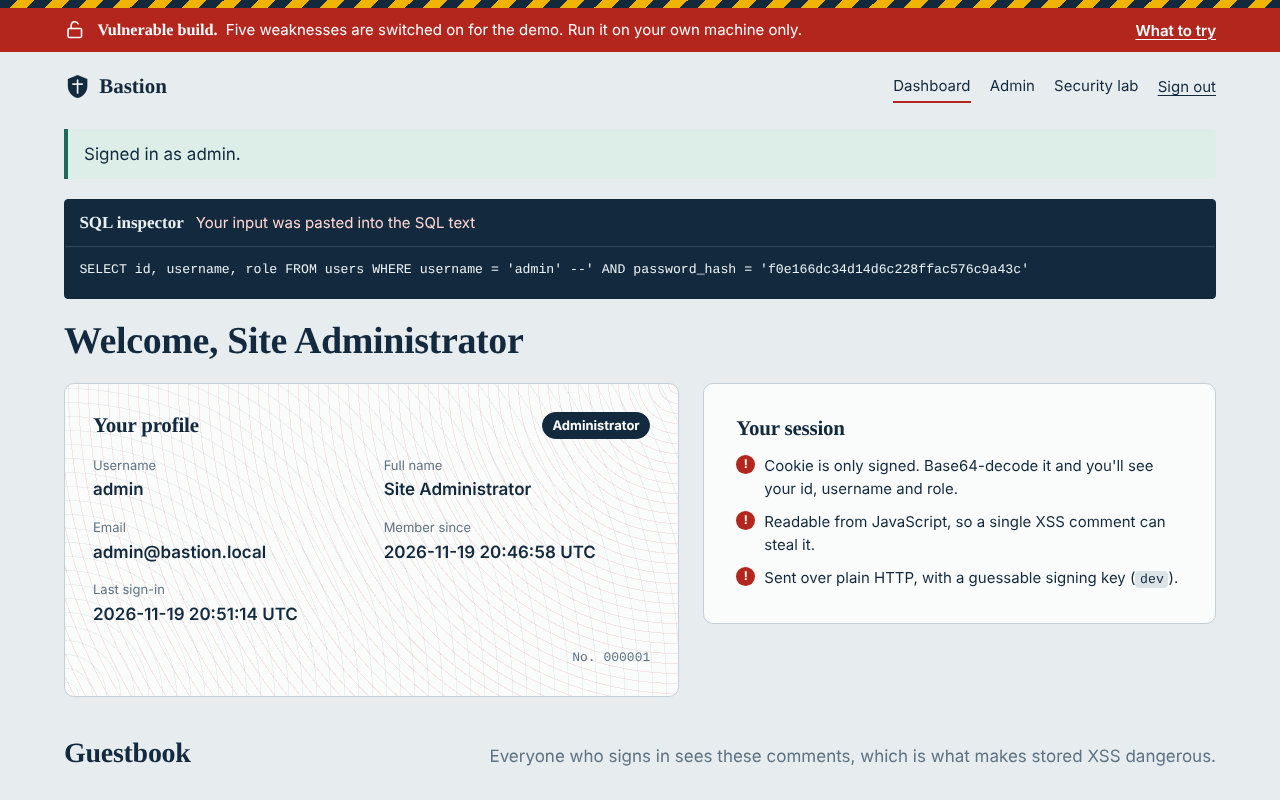 Vulnerable build. Five weaknesses are switched on for the demo. Run it on your own machine only.
What to try
Bastion
Dashboard Admin Security lab Sign out
Signed in as admin.
SQL inspector Your input was pasted into the SQL text
SELECT id, username, role FROM users WHERE username = 'admin' --' AND password_hash = 'f0e166dc34d14d6c228ffac576c9a43c'
Welcome, Site Administrator
Your profile
Administrator
Username
admin
Full name
Site Administrator
Email
admin@bastion.local
Member since
2026-11-19 20:46:58 UTC
Last sign-in
2026-11-19 20:51:14 UTC
No. 000001
Your session
! Cookie is only signed. Base64-decode it and you'll see
your id, username and role.
! Readable from JavaScript, so a single XSS comment can
steal it.
! Sent over plain HTTP, with a guessable signing key (dev).
Guestbook
Everyone who signs in sees these comments, which is what makes stored XSS dangerous.